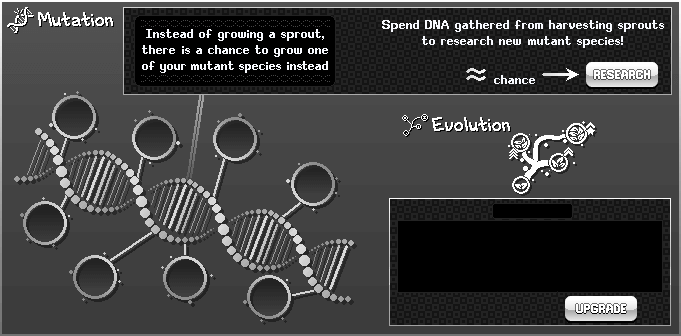 Mutation
Instead of growing a sprout,
there is a chance to grow one
of your mutant species instead
Spend DNA gathered from harvesting sprouts
to research new mutant species!
chance
RESEARCH
Evolution
UPGRADE